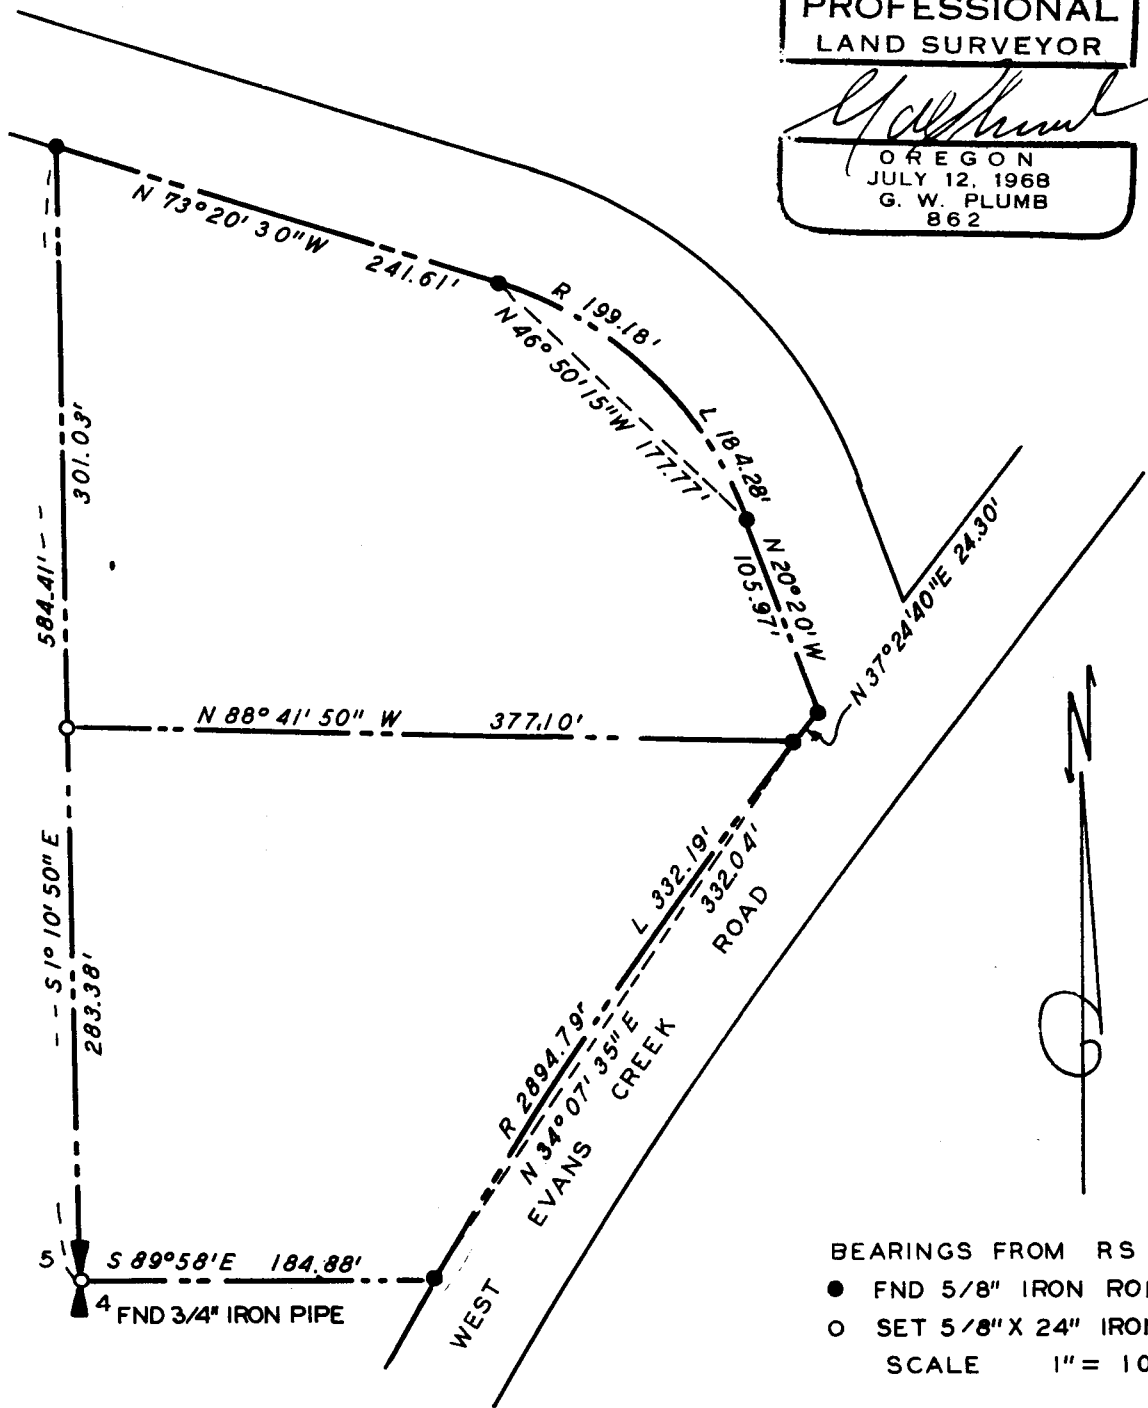 PROFESSIONAL
LAND SURVEYOR
OREGON
JULY 12, 1968
G. W. PLUMB
862
N 73° 20' 30" W
241.61'
R 199.18'
L 184.28'
N 46° 50' 15" W 177.77'
301.03'
584.41'
N 20° 20' W
105.97'
N 37° 24' 40" E 24.30'
N 88° 41' 50" W 377.10'
N
S 1° 10' 50" E
283.38'
L 332.19'
332.04'
R 2894.79'
N 34° 07' 35" E
WEST EVANS CREEK ROAD
5
S 89° 58' E 184.88'
4 FND 3/4" IRON PIPE
BEARINGS FROM RS
● FND 5/8" IRON
○ SET 5/8" X 24"
SCALE 1" =